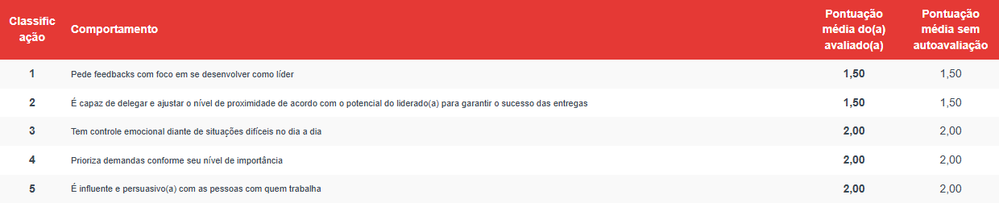 Classific
ação
Comportamento
Pontuação
média do(a)
avaliado(a)
Pontuação
média sem
autoavaliação
1 Pede feedbacks com foco em se desenvolver como líder 1,50 1,50
2 É capaz de delegar e ajustar o nível de proximidade de acordo com o potencial do liderado(a) para garantir o sucesso das entregas 1,50 1,50
3 Tem controle emocional diante de situações difíceis no dia a dia 2,00 2,00
4 Prioriza demandas conforme seu nível de importância 2,00 2,00
5 É influente e persuasivo(a) com as pessoas com quem trabalha 2,00 2,00